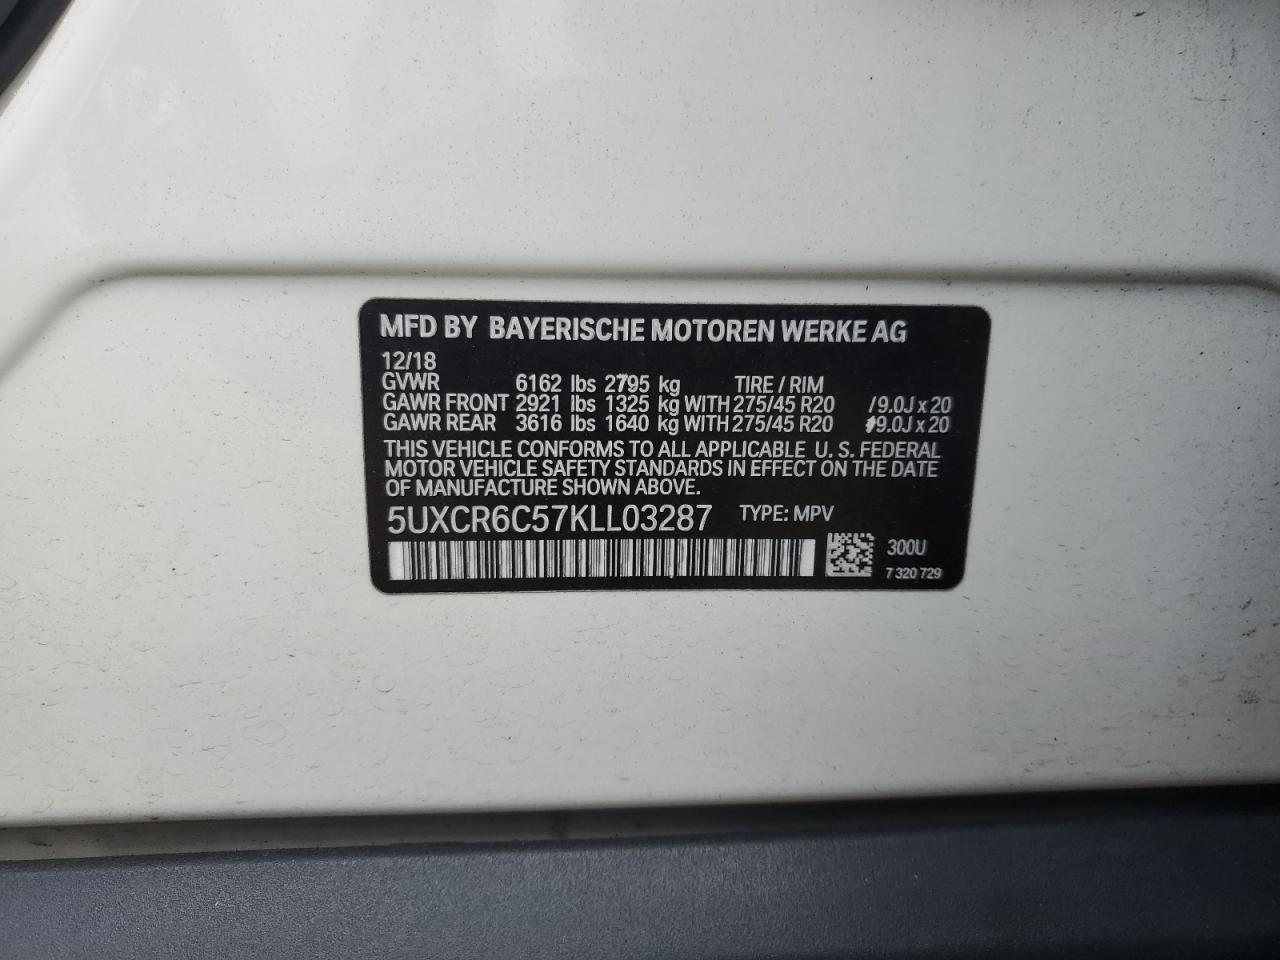 MFD BY BAYERISCHE MOTOREN WERKE AG
12/18
GVWR 6162 lbs 2795 kg TIRE / RIM
GAWR FRONT 2921 lbs 1325 kg WITH 275/45 R20 /9.0J x 20
GAWR REAR 3616 lbs 1640 kg WITH 275/45 R20 /9.0J x 20
THIS VEHICLE CONFORMS TO ALL APPLICABLE U. S. FEDERAL
MOTOR VEHICLE SAFETY STANDARDS IN EFFECT ON THE DATE
OF MANUFACTURE SHOWN ABOVE.
5UXCR6C57KLL03287 TYPE: MPV
300U
7 320 729